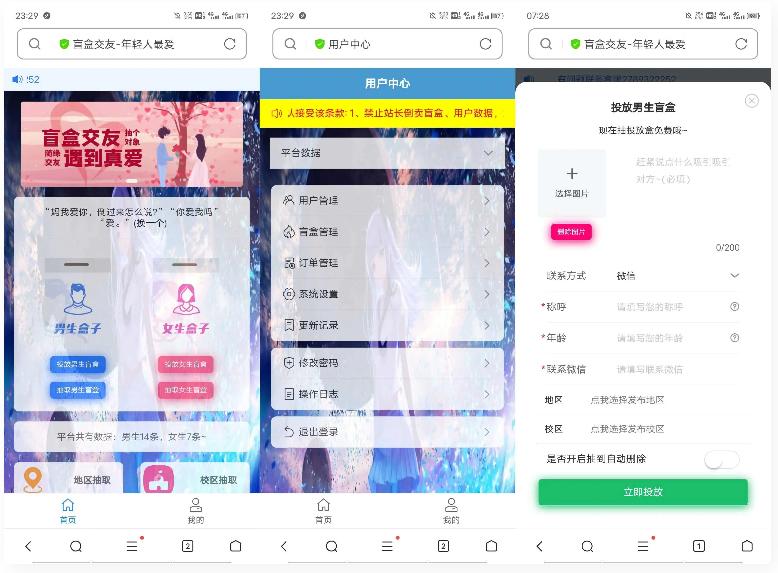 23:29
盲盒交友-年轻人最爱
:52
盲盒交友
抽个
对象
随缘
交友
遇到真爱
“妈我爱你，倒过来怎么说?” “你爱我吗”
“爱。”(换一个)
男生盒子
女生盒子
投放男生盲盒
投放女生盲盒
抽取男生盲盒
抽取女生盲盒
平台共有数据：男生14条，女生7条~
地区抽取
校区抽取
首页
我的
2
23:29
用户中心
用户中心
人接受该条款: 1、禁止站长倒卖盲盒、用户数据，
平台数据
用户管理
盲盒管理
订单管理
系统设置
更新记录
修改密码
操作日志
退出登录
首页
我的
2
07:28
盲盒交友-年轻人最爱
投放男生盲盒
现在抽投放盒免费哦~
选择图片
赶紧说点什么吸引吸引
对方~(必填)
删除图片
0/200
联系方式 微信
*称呼 请填写您的称呼
*年龄 请填写您的年龄
*联系微信 请填写联系微信
地区 点我选择发布地区
校区 点我选择发布校区
是否开启抽到自动删除
立即投放
1